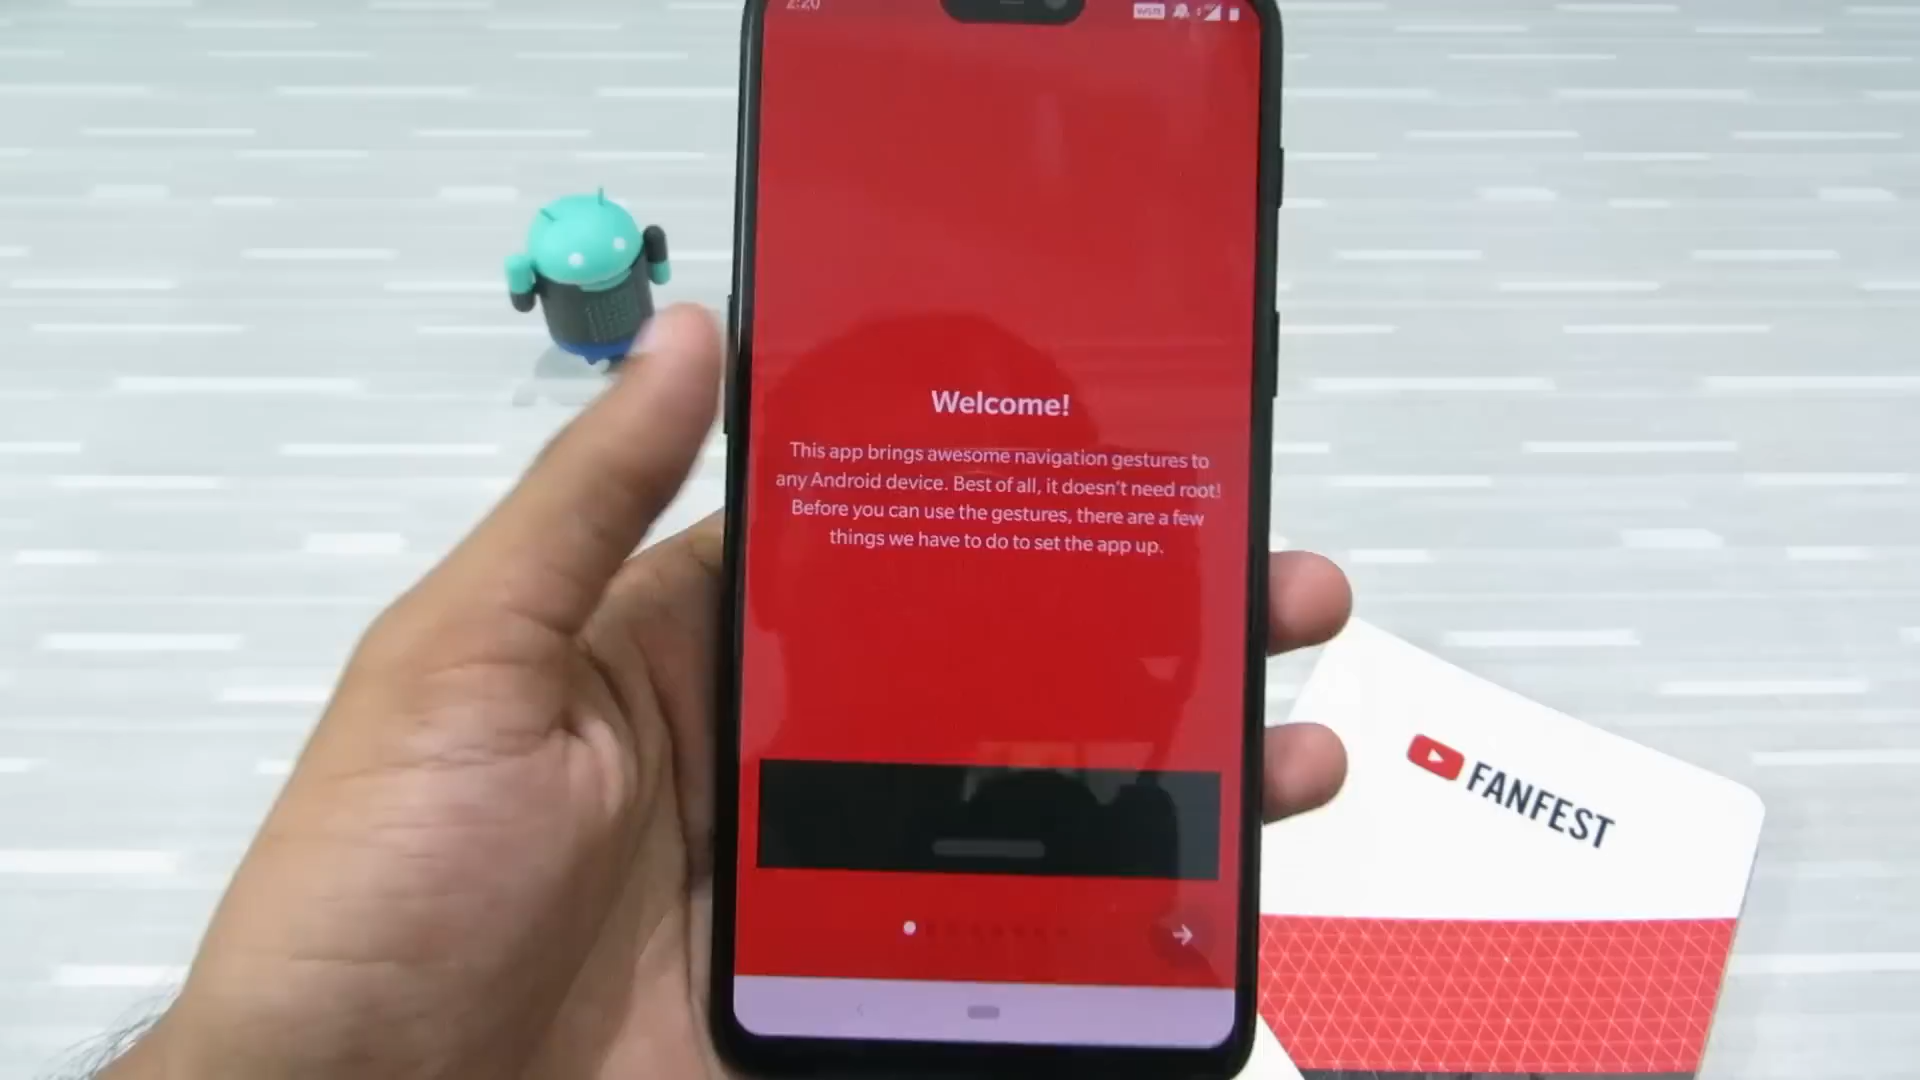 2:20
Welcome!
This app brings awesome navigation gestures to
any Android device. Best of all, it doesn't need root!
Before you can use the gestures, there are a few
things we have to do to set the app up.
FANFEST